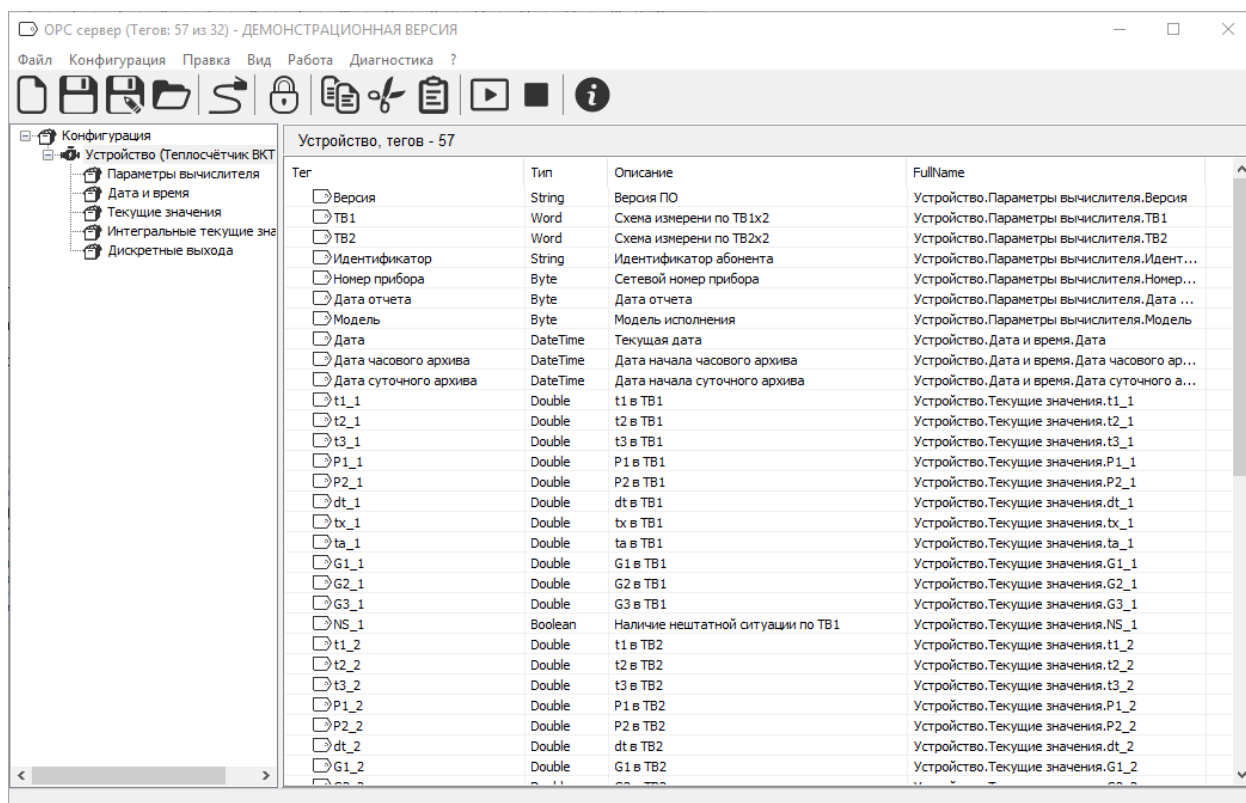 OPC сервер (Тегов: 57 из 32) - ДЕМОНСТРАЦИОННАЯ ВЕРСИЯ
Файл Конфигурация Правка Вид Работа Диагностика ?
Конфигурация
Устройство (Теплосчётчик ВКТ
Параметры вычислителя
Дата и время
Текущие значения
Интегральные текущие зна
Дискретные выхода
Устройство, тегов - 57
Тег Тип Описание FullName
Версия String Версия ПО Устройство.Параметры вычислителя.Версия
ТВ1 Word Схема измерени по ТВ1x2 Устройство.Параметры вычислителя.ТВ1
ТВ2 Word Схема измерени по ТВ2x2 Устройство.Параметры вычислителя.ТВ2
Идентификатор String Идентификатор абонента Устройство.Параметры вычислителя.Идент...
Номер прибора Byte Сетевой номер прибора Устройство.Параметры вычислителя.Номер...
Дата отчета Byte Дата отчета Устройство.Параметры вычислителя.Дата ...
Модель Byte Модель исполнения Устройство.Параметры вычислителя.Модель
Дата DateTime Текущая дата Устройство.Дата и время.Дата
Дата часового архива DateTime Дата начала часового архива Устройство.Дата и время.Дата часового ар...
Дата суточного архива DateTime Дата начала суточного архива Устройство.Дата и время.Дата суточного а...
t1_1 Double t1 в ТВ1 Устройство.Текущие значения.t1_1
t2_1 Double t2 в ТВ1 Устройство.Текущие значения.t2_1
t3_1 Double t3 в ТВ1 Устройство.Текущие значения.t3_1
P1_1 Double P1 в ТВ1 Устройство.Текущие значения.P1_1
P2_1 Double P2 в ТВ1 Устройство.Текущие значения.P2_1
dt_1 Double dt в ТВ1 Устройство.Текущие значения.dt_1
tx_1 Double tx в ТВ1 Устройство.Текущие значения.tx_1
ta_1 Double ta в ТВ1 Устройство.Текущие значения.ta_1
G1_1 Double G1 в ТВ1 Устройство.Текущие значения.G1_1
G2_1 Double G2 в ТВ1 Устройство.Текущие значения.G2_1
G3_1 Double G3 в ТВ1 Устройство.Текущие значения.G3_1
NS_1 Boolean Наличие нештатной ситуации по ТВ1 Устройство.Текущие значения.NS_1
t1_2 Double t1 в ТВ2 Устройство.Текущие значения.t1_2
t2_2 Double t2 в ТВ2 Устройство.Текущие значения.t2_2
t3_2 Double t3 в ТВ2 Устройство.Текущие значения.t3_2
P1_2 Double P1 в ТВ2 Устройство.Текущие значения.P1_2
P2_2 Double P2 в ТВ2 Устройство.Текущие значения.P2_2
dt_2 Double dt в ТВ2 Устройство.Текущие значения.dt_2
G1_2 Double G1 в ТВ2 Устройство.Текущие значения.G1_2